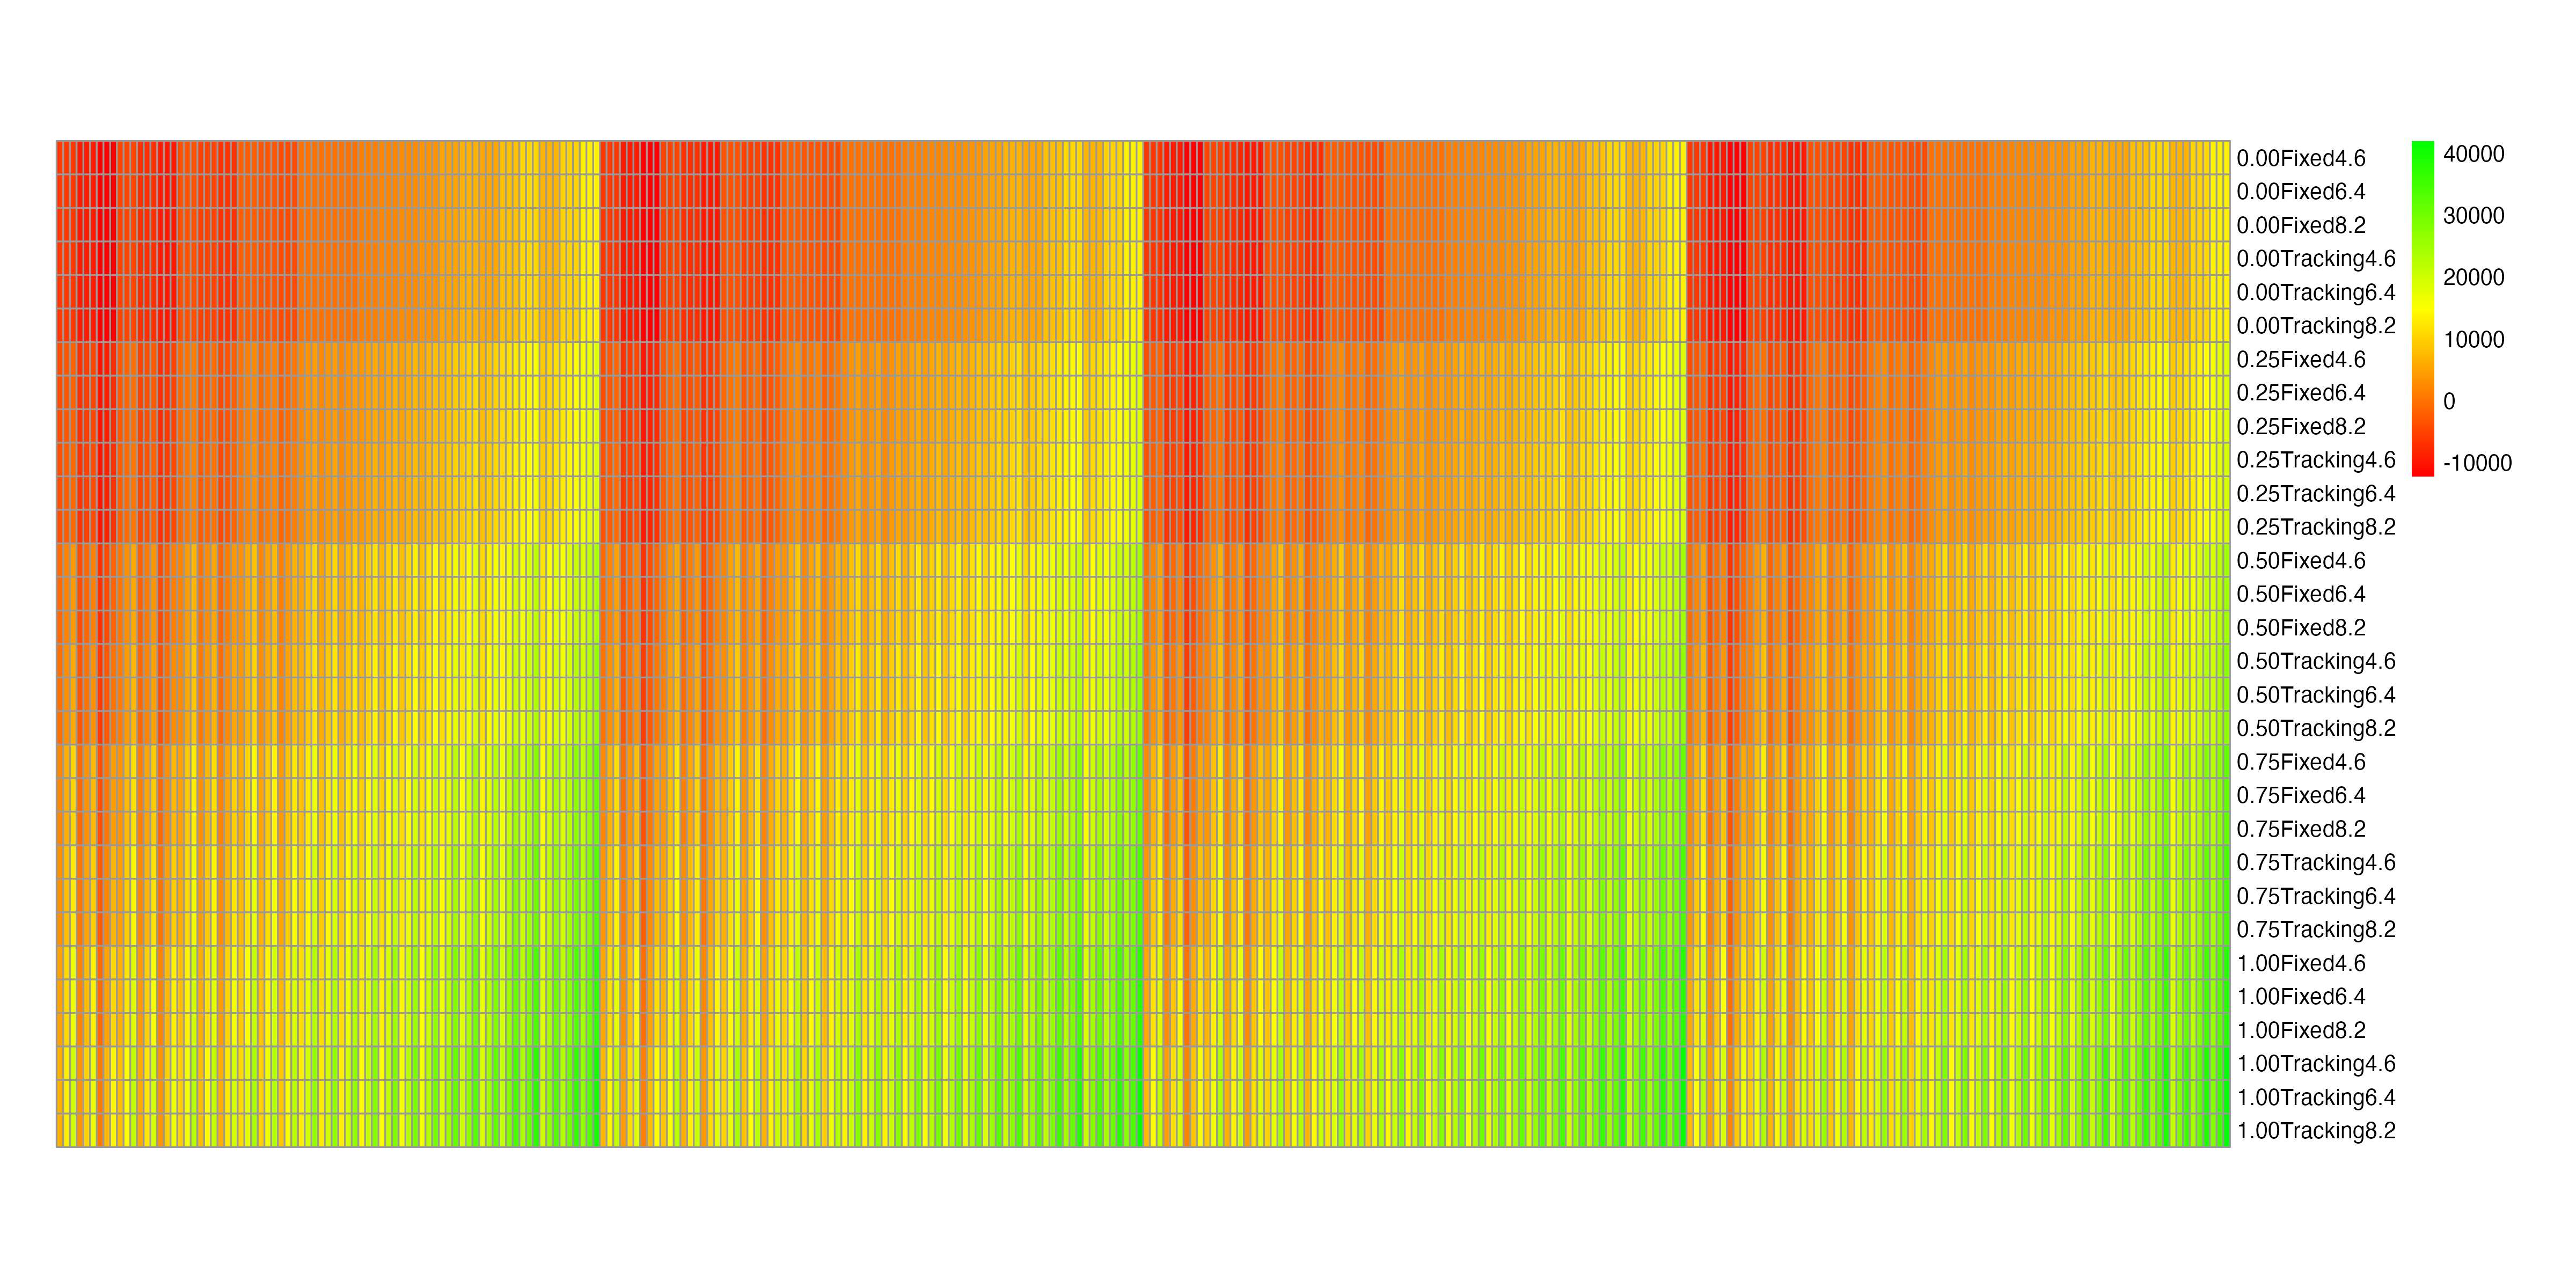 0.00Fixed4.6
0.00Fixed6.4
0.00Fixed8.2
0.00Tracking4.6
0.00Tracking6.4
0.00Tracking8.2
0.25Fixed4.6
0.25Fixed6.4
0.25Fixed8.2
0.25Tracking4.6
0.25Tracking6.4
0.25Tracking8.2
0.50Fixed4.6
0.50Fixed6.4
0.50Fixed8.2
0.50Tracking4.6
0.50Tracking6.4
0.50Tracking8.2
0.75Fixed4.6
0.75Fixed6.4
0.75Fixed8.2
0.75Tracking4.6
0.75Tracking6.4
0.75Tracking8.2
1.00Fixed4.6
1.00Fixed6.4
1.00Fixed8.2
1.00Tracking4.6
1.00Tracking6.4
1.00Tracking8.2
40000
30000
20000
10000
0
-10000